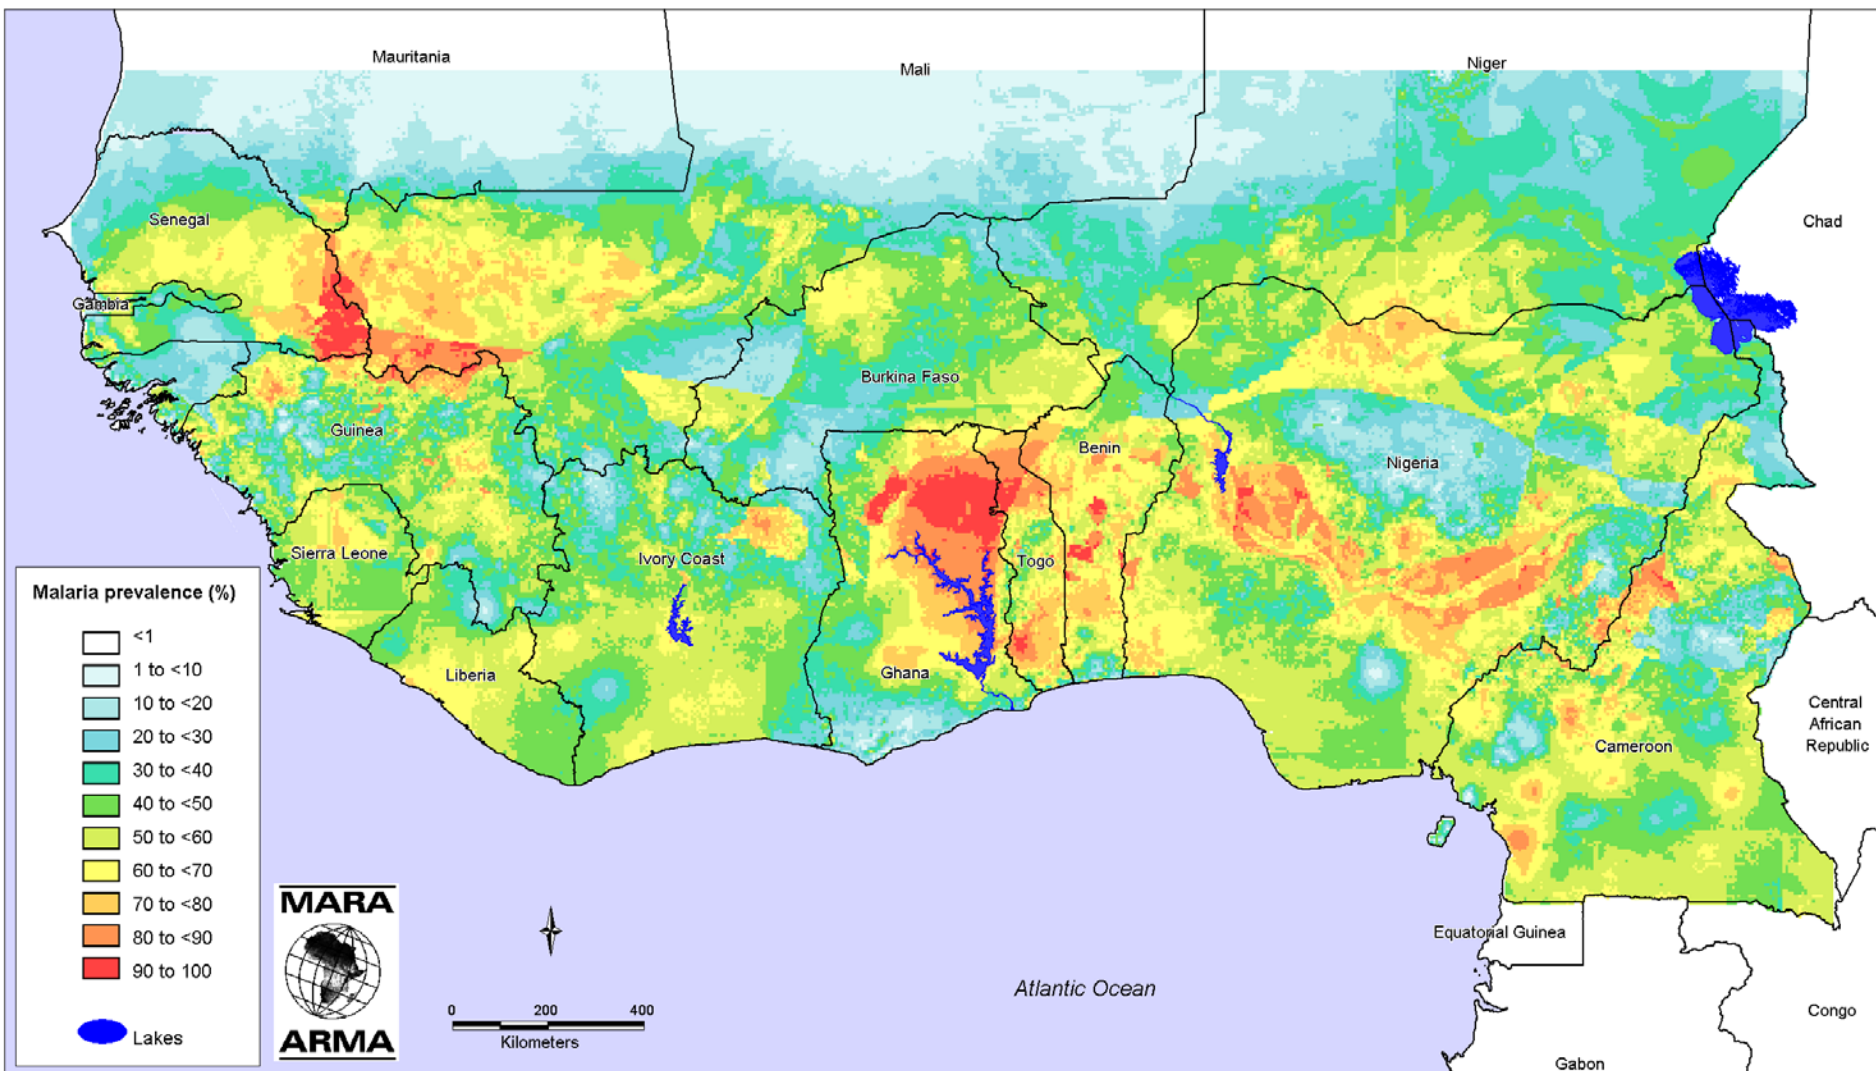 Mauritania
Mali
Niger
Chad
Senegal
Gambia
Burkina Faso
Guinea
Benin
Nigeria
Sierra Leone
Ivory Coast
Togo
Ghana
Liberia
Cameroon
Central
African
Republic
Equatorial Guinea
Congo
Gabon
Atlantic Ocean
Malaria prevalence (%)
<1
1 to <10
10 to <20
20 to <30
30 to <40
40 to <50
50 to <60
60 to <70
70 to <80
80 to <90
90 to 100
Lakes
MARA
ARMA
0 200 400
Kilometers